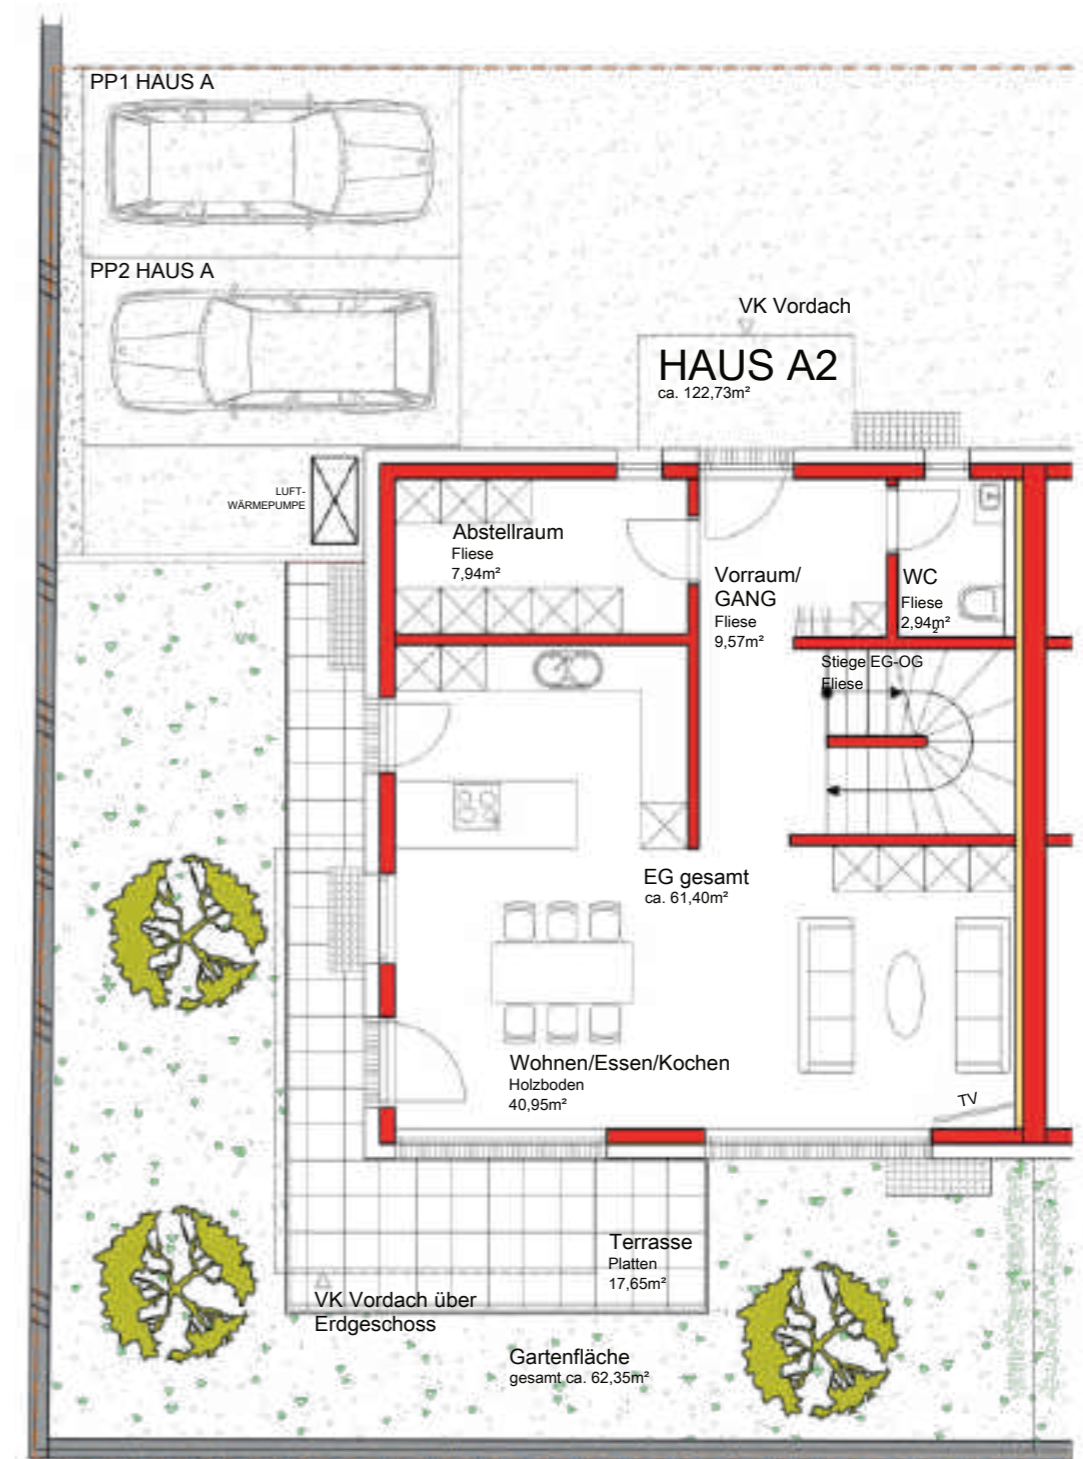 PP1 HAUS A
PP2 HAUS A
VK Vordach
HAUS A2
ca. 122,73m²
LUFT-
WÄRMEPUMPE
Abstellraum
Fliese
7,94m²
Vorraum/
GANG
Fliese
9,57m²
WC
Fliese
2,94m²
2
Stiege EG-OG
Fliese
EG gesamt
ca. 61,40m²
Wohnen/Essen/Kochen
Holzboden
40,95m²
TV
Terrasse
Platten
17,65m²
VK Vordach über
Erdgeschoss
Gartenfläche
gesamt ca. 62,35m²